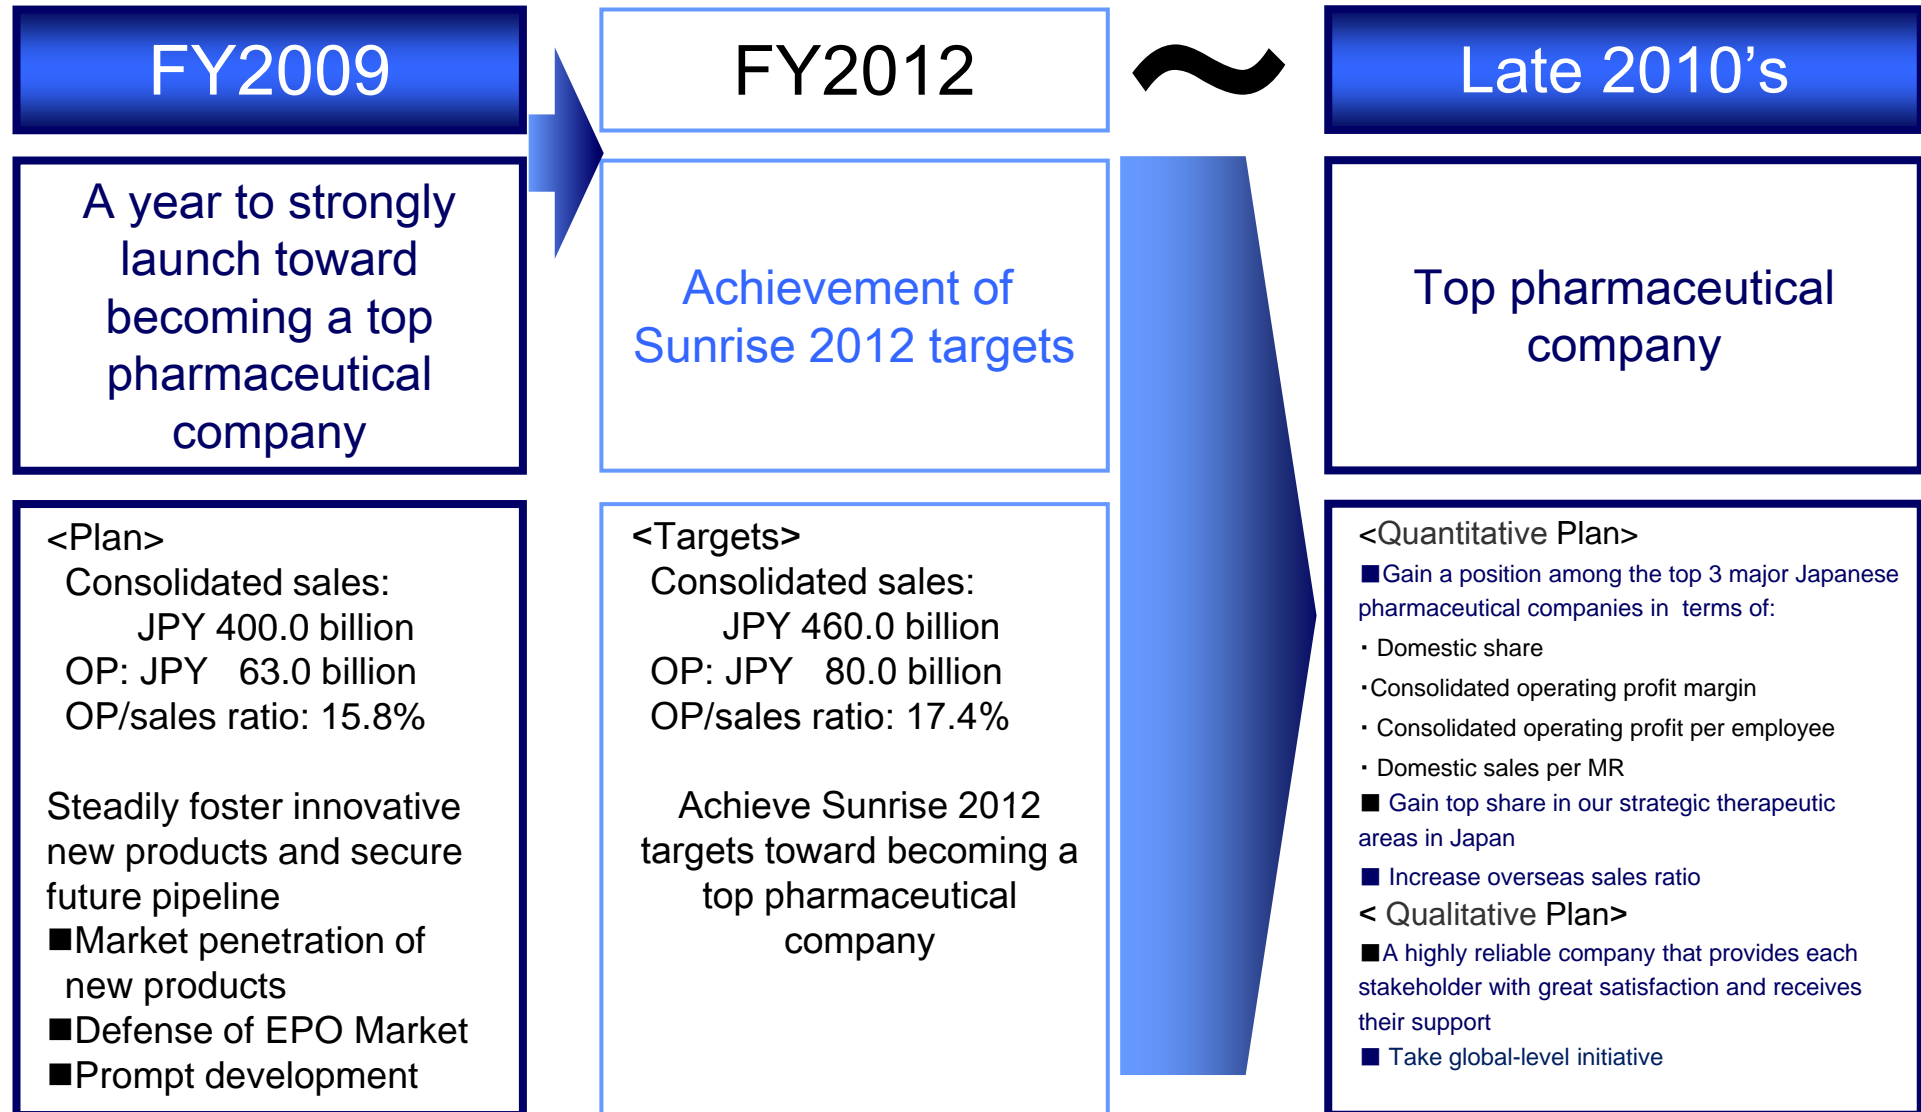 FY2009
A year to strongly
launch toward
becoming a top
pharmaceutical
company
<Plan>
Consolidated sales:
JPY 400.0 billion
OP: JPY 63.0 billion
OP/sales ratio: 15.8%
Steadily foster innovative
new products and secure
future pipeline
■Market penetration of
new products
■Defense of EPO Market
■Prompt development
FY2012
Achievement of
Sunrise 2012 targets
<Targets>
Consolidated sales:
JPY 460.0 billion
OP: JPY 80.0 billion
OP/sales ratio: 17.4%
Achieve Sunrise 2012
targets toward becoming a
top pharmaceutical
company
~
Late 2010's
Top pharmaceutical
company
<Quantitative Plan>
■Gain a position among the top 3 major Japanese
pharmaceutical companies in terms of:
・Domestic share
・Consolidated operating profit margin
・Consolidated operating profit per employee
・Domestic sales per MR
■ Gain top share in our strategic therapeutic
areas in Japan
■ Increase overseas sales ratio
< Qualitative Plan>
■A highly reliable company that provides each
stakeholder with great satisfaction and receives
their support
■ Take global-level initiative